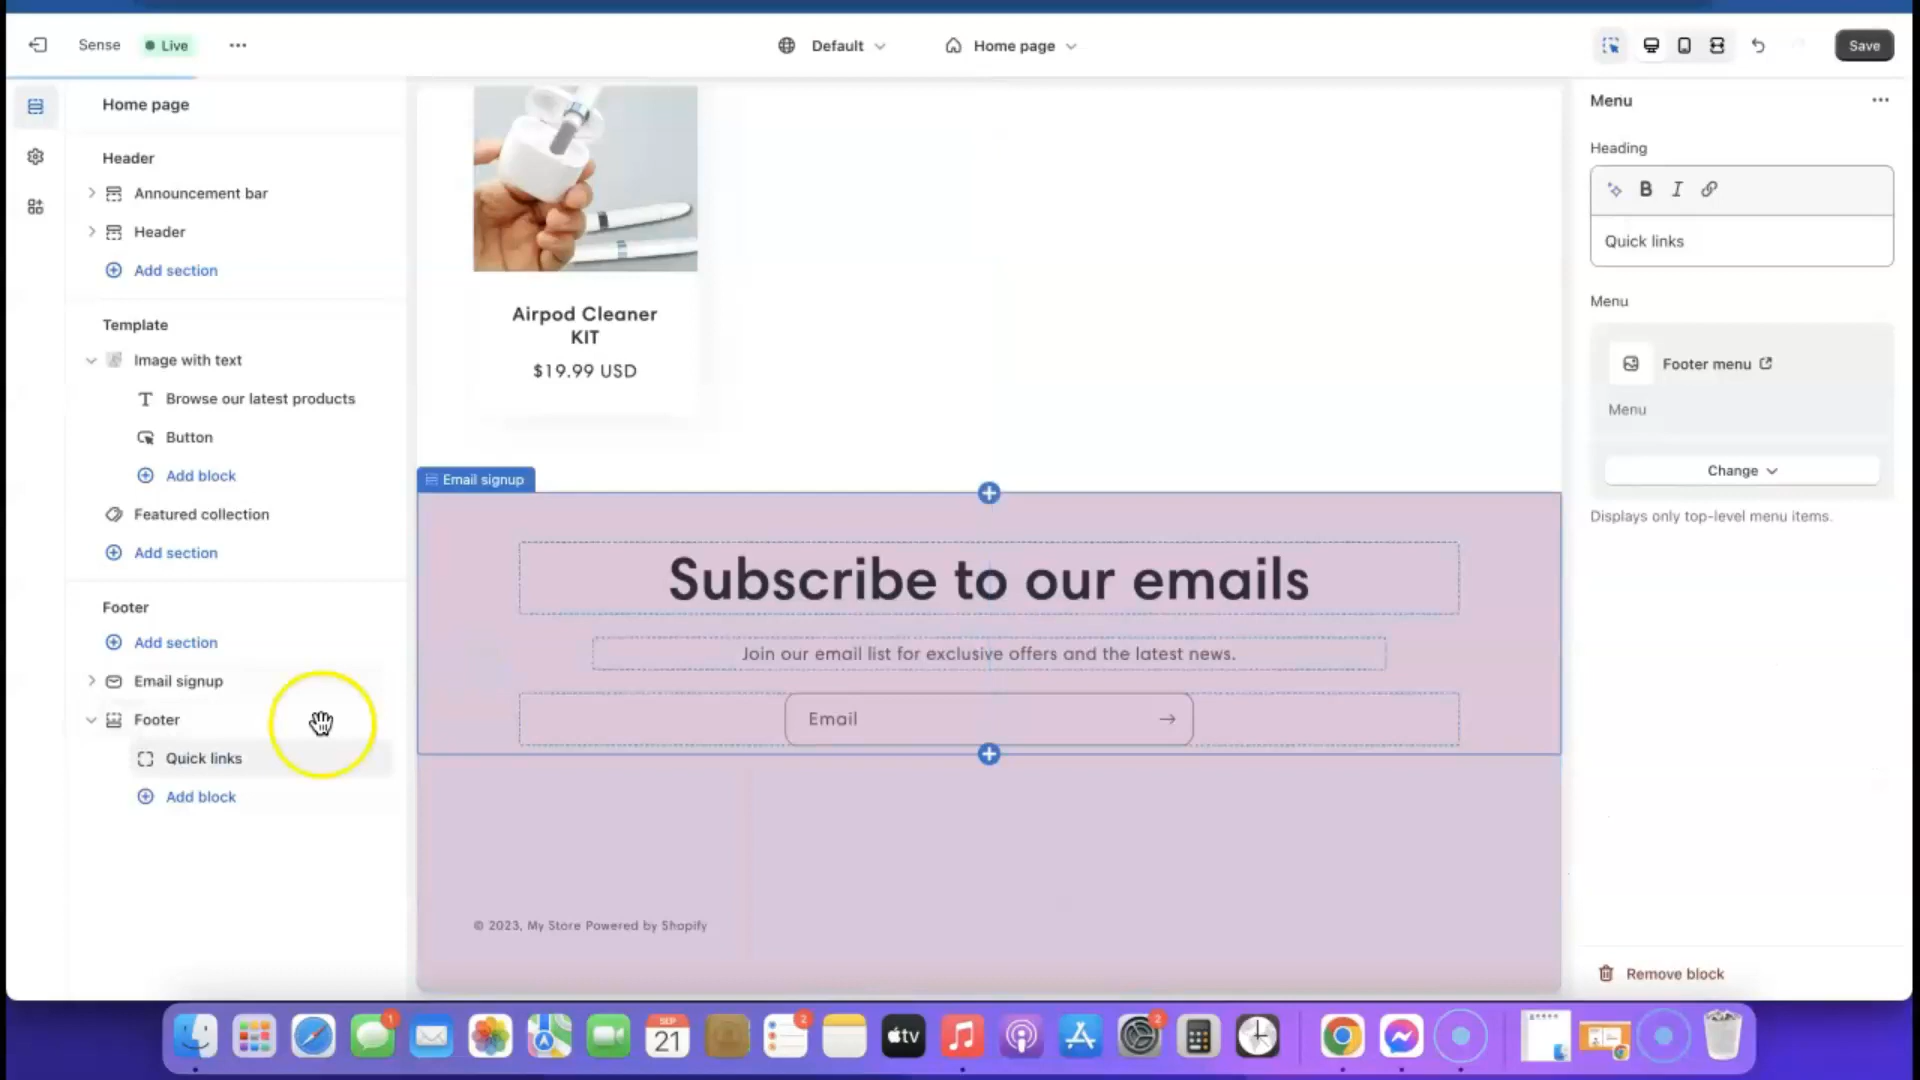 Sense
Live
Default
Home page
Save
Home page
Header
Announcement bar
Header
Add section
Template
Image with text
Browse our latest products
Button
Add block
Featured collection
Add section
Footer
Add section
Email signup
Footer
Quick links
Add block
Airpod Cleaner
KIT
$19.99 USD
Email signup
Subscribe to our emails
Join our email list for exclusive offers and the latest news.
Email
© 2023, My Store Powered by Shopify
Menu
Heading
B I
Quick links
Menu
Footer menu
Menu
Change
Displays only top-level menu items.
Remove block
1
SEP
21
2
tv
2